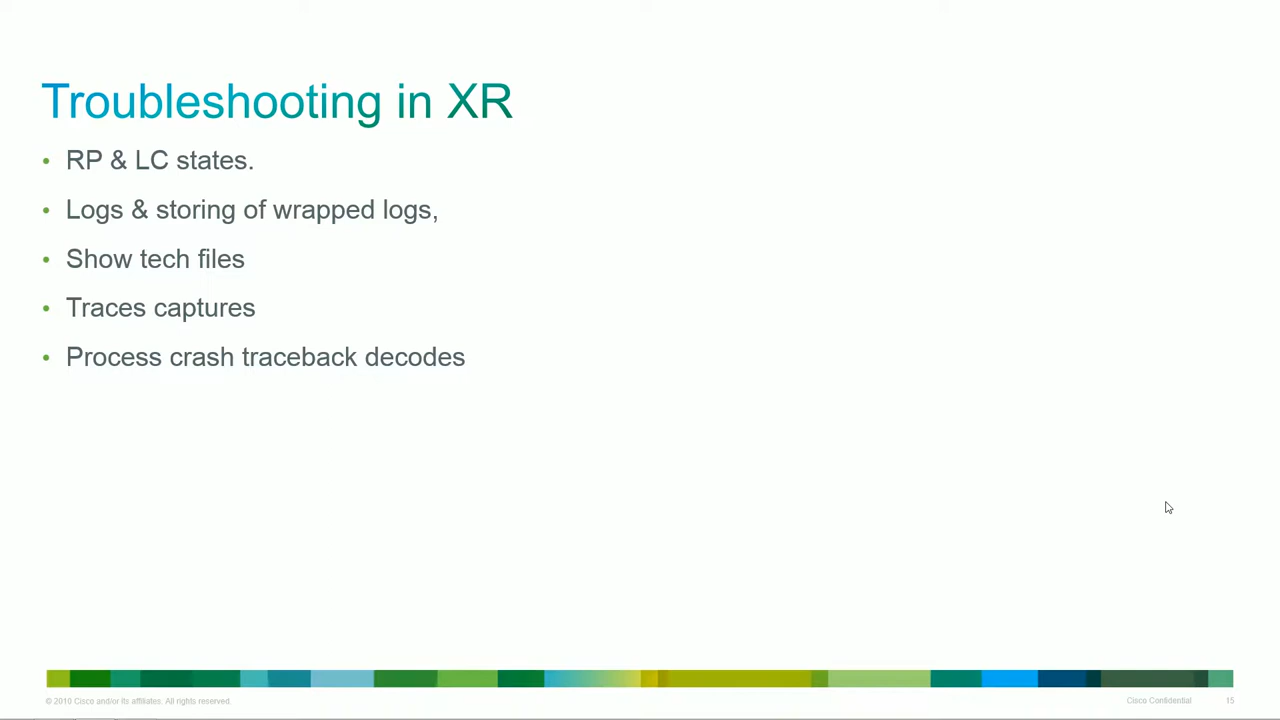 Troubleshooting in XR
• RP & LC states.
• Logs & storing of wrapped logs,
• Show tech files
• Traces captures
• Process crash traceback decodes
© 2010 Cisco and/or its affiliates. All rights reserved.
Cisco Confidential
15